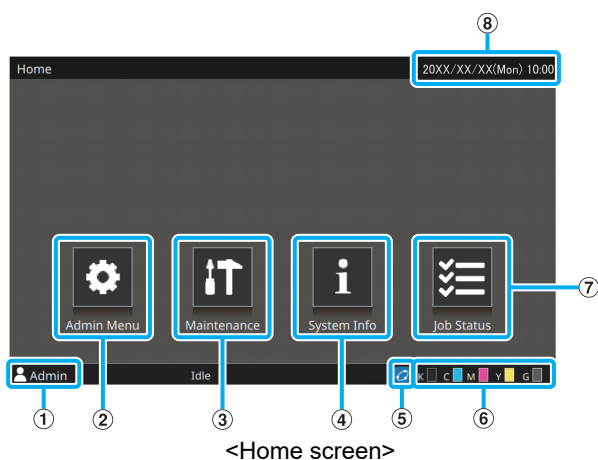 ⑧
Home 20XX/XX/XX(Mon) 10:00
Admin Menu Maintenance System Info Job Status
⑦
Admin Idle K C M Y G
① ② ③ ④ ⑤ ⑥
<Home screen>